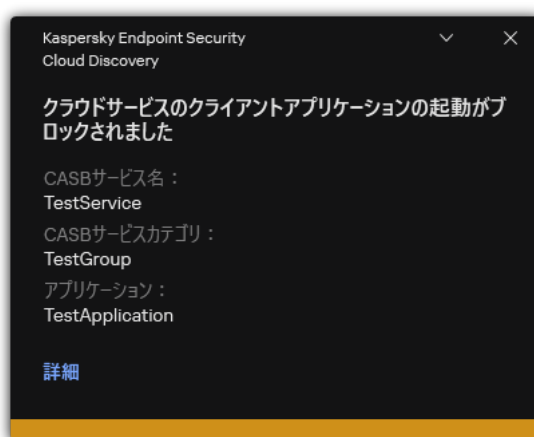 Kaspersky Endpoint Security
Cloud Discovery
クラウドサービスのクライアントアプリケーションの起動がブ
ロックされました
CASBサービス名：
TestService
CASBサービスカテゴリ：
TestGroup
アプリケーション：
TestApplication
詳細